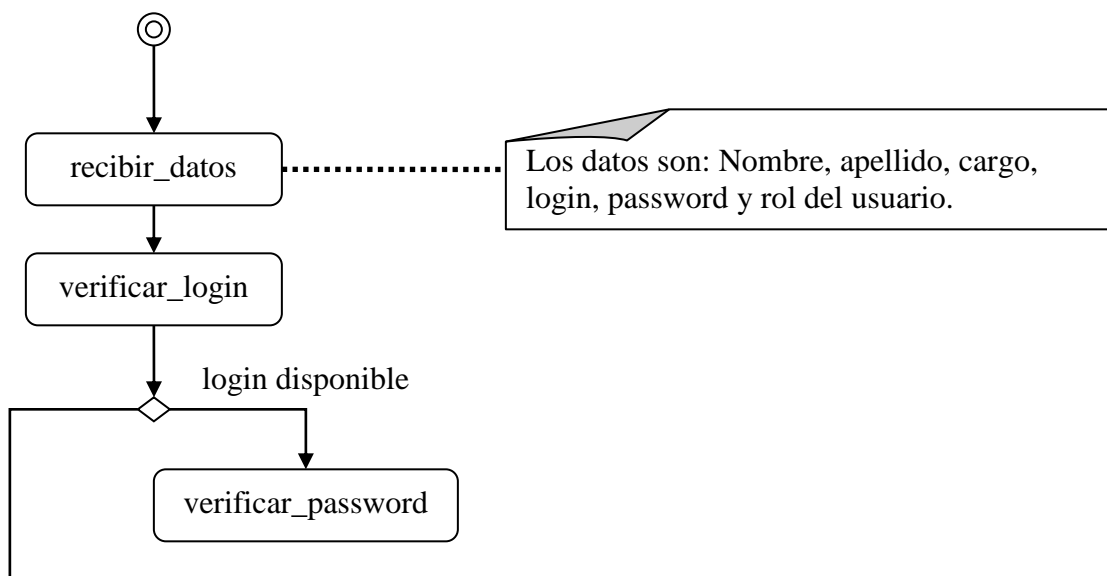 recibir_datos
Los datos son: Nombre, apellido, cargo,
login, password y rol del usuario.
verificar_login
login disponible
verificar_password